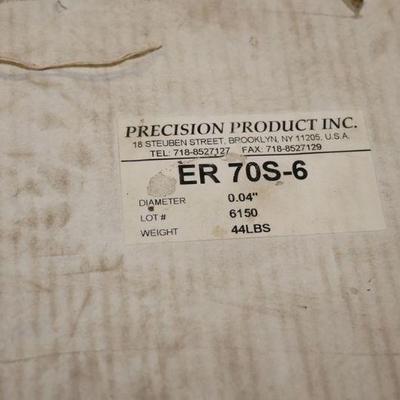 PRECISION PRODUCT INC.
18 STEUBEN STREET, BROOKLYN, NY 11205, U.S.A.
TEL: 718-8527127 FAX: 718-8527129
ER 70S-6
DIAMETER 0.04"
LOT # 6150
WEIGHT 44LBS